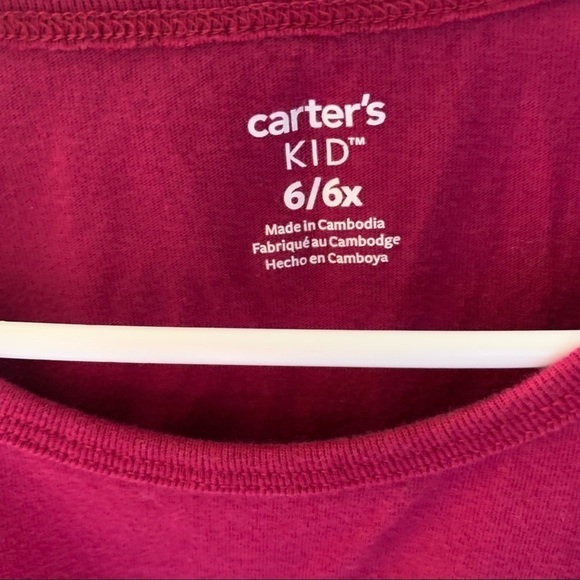 carter's
KID™
6/6x
Made in Cambodia
Fabriqué au Cambodge
Hecho en Camboya